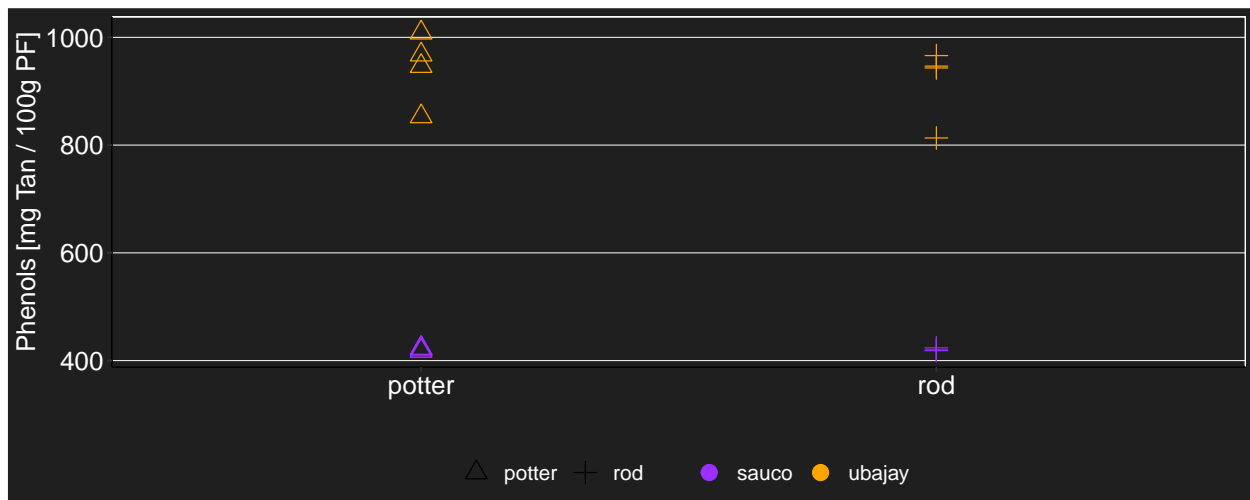 Phenols [mg Tan / 100g PF]
1000
800
600
400
potter rod
potter rod sauco ubajay